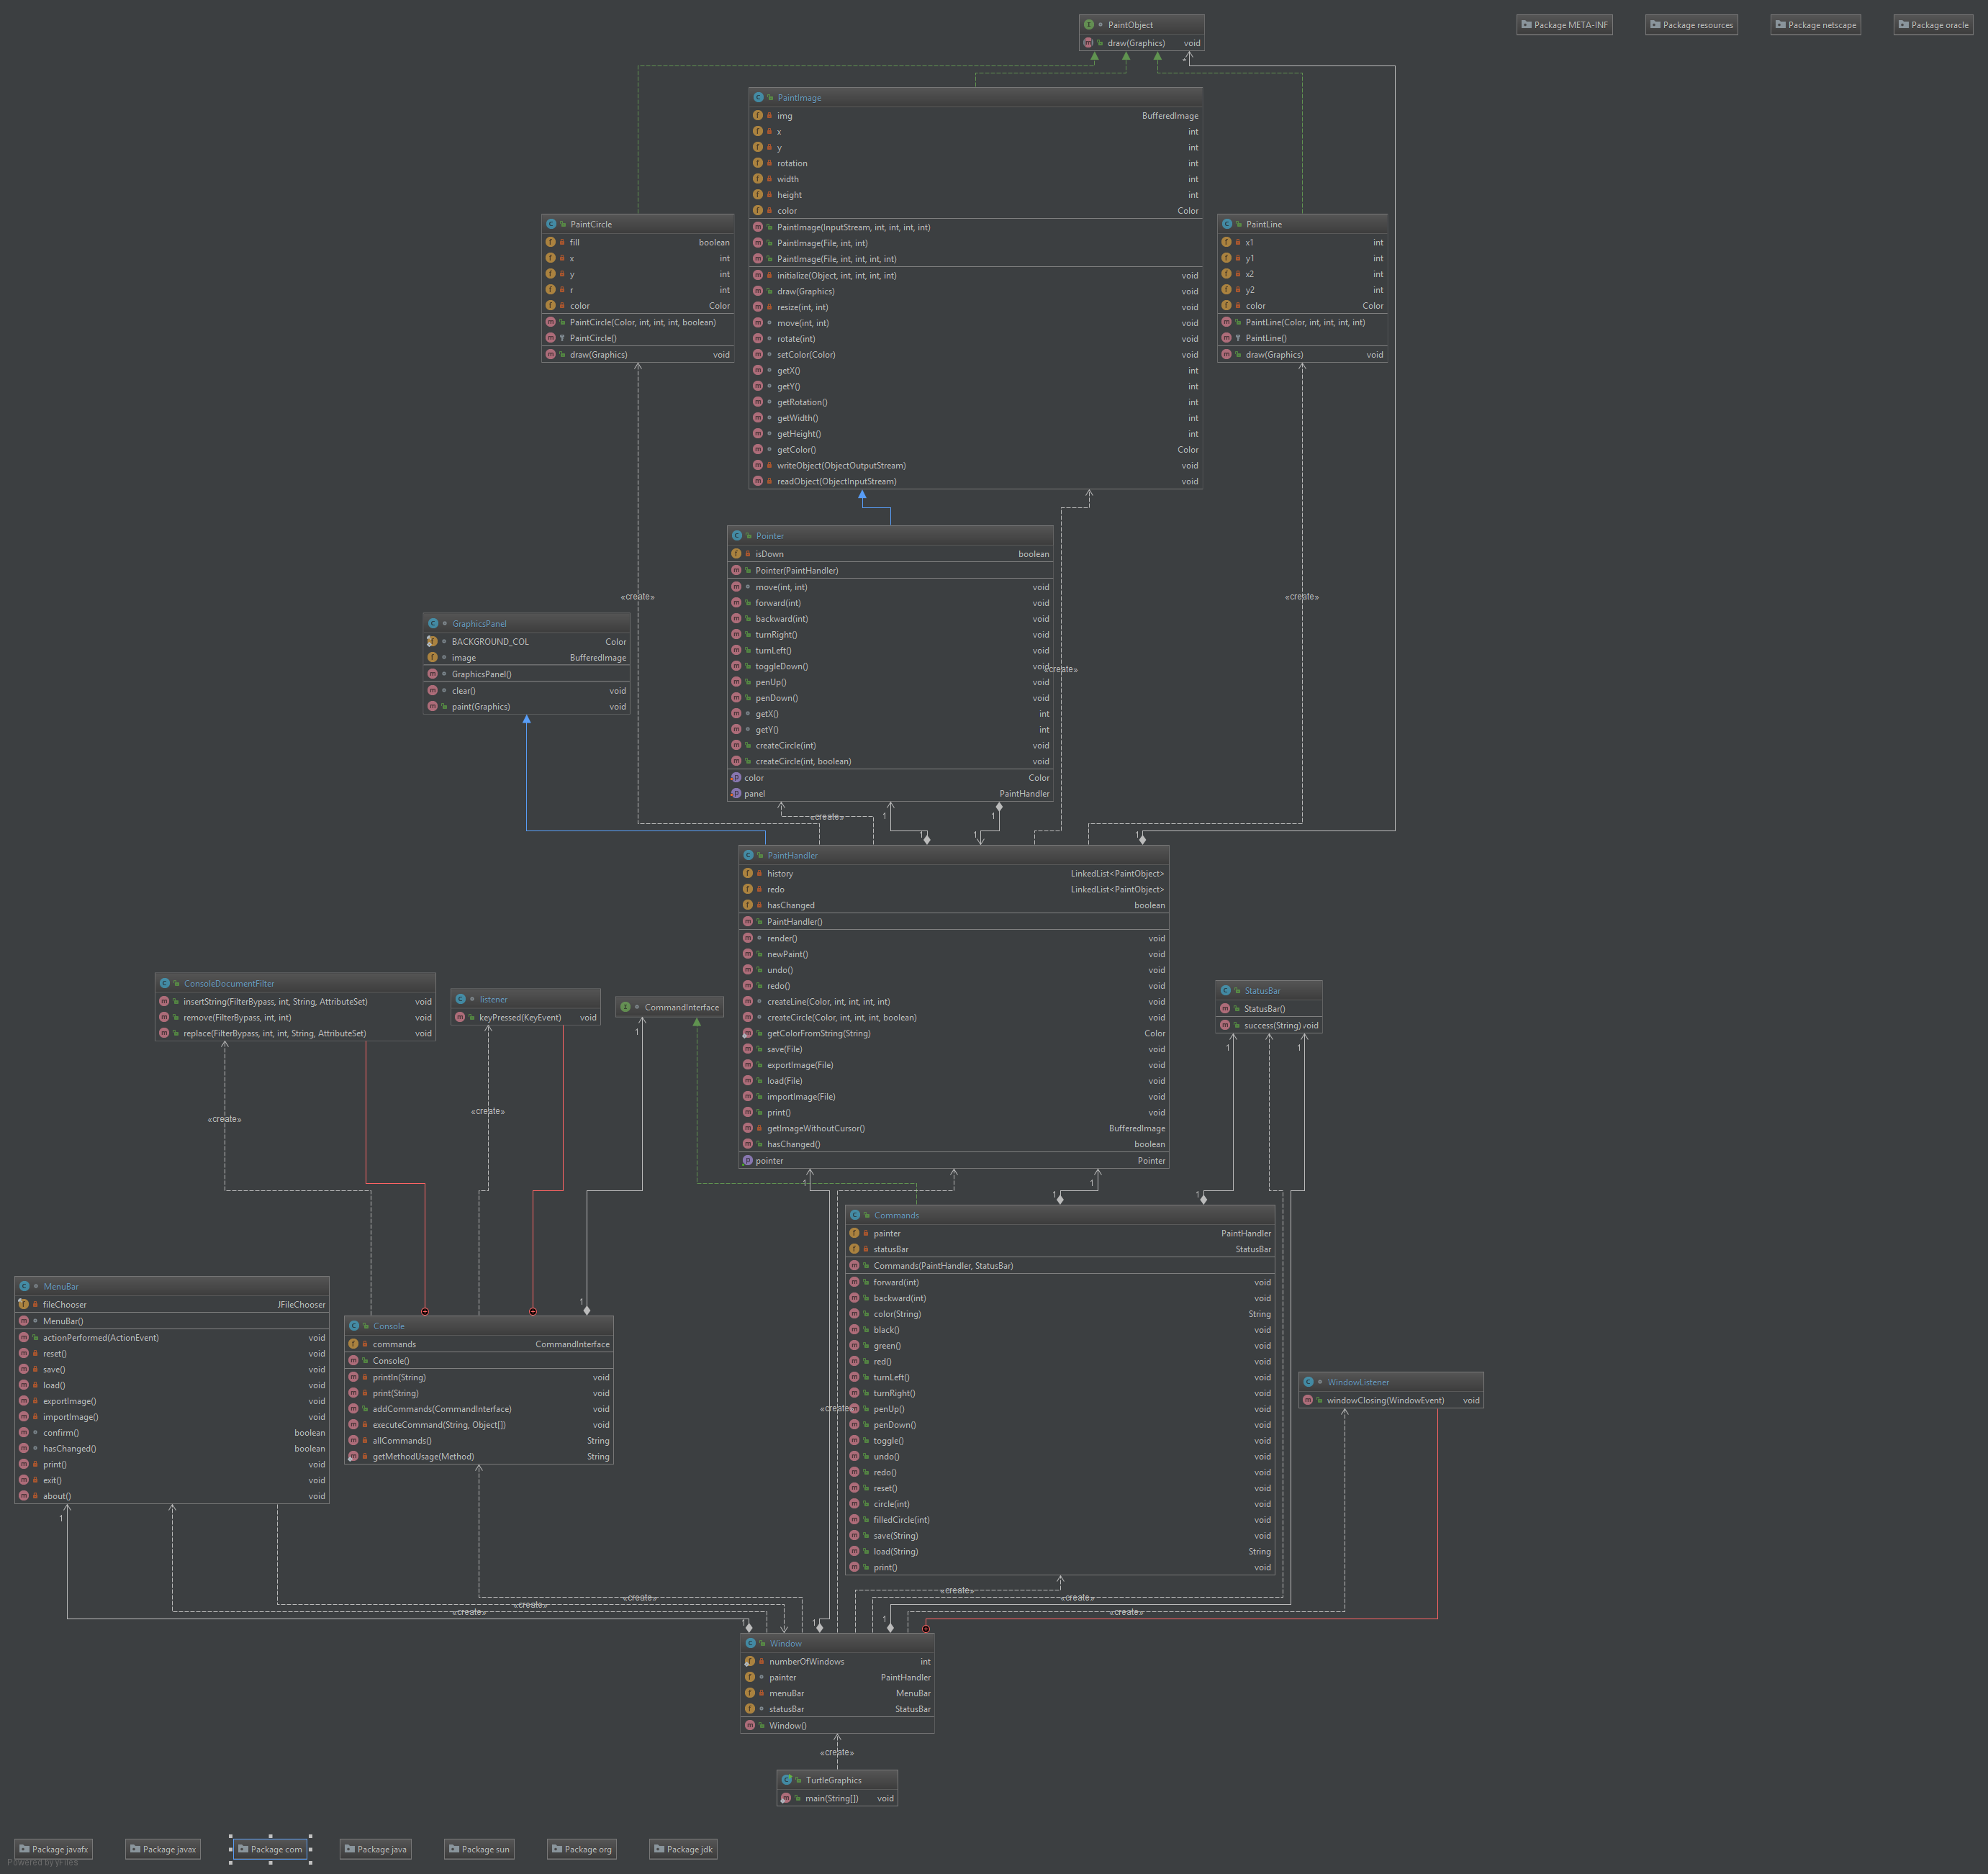 PaintObject
draw(Graphics) void
Package META-INF
Package resources
Package netscape
Package oracle
*
PaintImage
img BufferedImage
x int
y int
rotation int
width int
height int
color Color
PaintImage(InputStream, int, int, int, int)
PaintImage(File, int, int)
PaintImage(File, int, int, int, int)
initialize(Object, int, int, int, int) void
draw(Graphics) void
resize(int, int) void
move(int, int) void
rotate(int) void
setColor(Color) void
getX() int
getY() int
getRotation() int
getWidth() int
getHeight() int
getColor() Color
writeObject(ObjectOutputStream) void
readObject(ObjectInputStream) void
PaintCircle
fill boolean
x int
y int
r int
color Color
PaintCircle(Color, int, int, int, boolean)
PaintCircle()
draw(Graphics) void
PaintLine
x1 int
y1 int
x2 int
y2 int
color Color
PaintLine(Color, int, int, int, int)
PaintLine()
draw(Graphics) void
Pointer
isDown boolean
Pointer(PaintHandler)
move(int, int) void
forward(int) void
backward(int) void
turnRight() void
turnLeft() void
toggleDown() void
penUp() void
penDown() void
getX() int
getY() int
createCircle(int) void
createCircle(int, boolean) void
color Color
panel PaintHandler
«create»
«create»
«create»
GraphicsPanel
BACKGROUND_COL Color
image BufferedImage
GraphicsPanel()
clear() void
paint(Graphics) void
«create»
1
1
1
1
1
PaintHandler
history LinkedList<PaintObject>
redo LinkedList<PaintObject>
hasChanged boolean
PaintHandler()
render() void
newPaint() void
undo() void
redo() void
createLine(Color, int, int, int, int) void
createCircle(Color, int, int, int, boolean) void
getColorFromString(String) Color
save(File) void
exportImage(File) void
load(File) void
importImage(File) void
print() void
getImageWithoutCursor() BufferedImage
hasChanged() boolean
pointer Pointer
ConsoleDocumentFilter
insertString(FilterBypass, int, String, AttributeSet) void
remove(FilterBypass, int, int) void
replace(FilterBypass, int, int, String, AttributeSet) void
listener
keyPressed(KeyEvent) void
CommandInterface
1
StatusBar
StatusBar()
success(String) void
1
1
«create»
«create»
1
1
1
1
Commands
painter PaintHandler
statusBar StatusBar
Commands(PaintHandler, StatusBar)
forward(int) void
backward(int) void
color(String) String
black() void
green() void
red() void
turnLeft() void
turnRight() void
penUp() void
penDown() void
toggle() void
undo() void
redo() void
reset() void
circle(int) void
filledCircle(int) void
save(String) void
load(String) String
print() void
«create»
MenuBar
fileChooser JFileChooser
MenuBar()
actionPerformed(ActionEvent) void
reset() void
save() void
load() void
exportImage() void
importImage() void
confirm() boolean
hasChanged() boolean
print() void
exit() void
about() void
1
1
Console
commands CommandInterface
Console()
println(String) void
print(String) void
addCommands(CommandInterface) void
executeCommand(String, Object[]) void
allCommands() String
getMethodUsage(Method) String
WindowListener
windowClosing(WindowEvent) void
«create»
«create»
«create»
«create»
«create»
«create»
1
1
1
Window
numberOfWindows int
painter PaintHandler
menuBar MenuBar
statusBar StatusBar
Window()
«create»
TurtleGraphics
main(String[]) void
Package javafx
Package javax
Package com
Package java
Package sun
Package org
Package jdk
Powered by yFiles